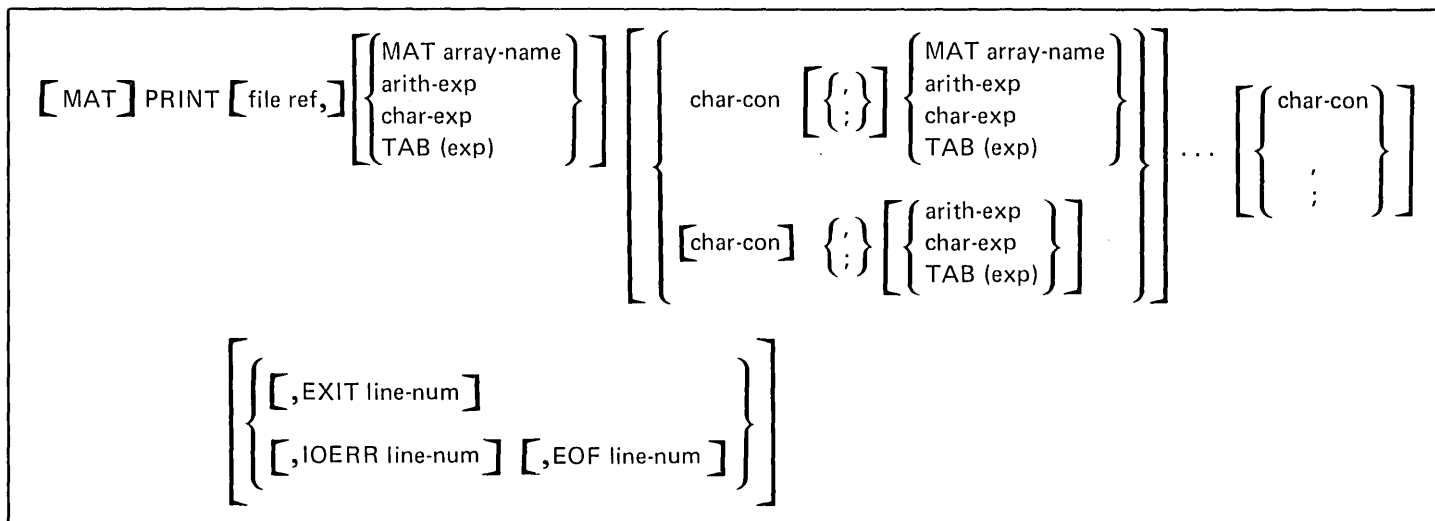 [MAT] PRINT [file ref,] [{MAT array-name
arith-exp
char-exp
TAB (exp)}]
[{char-con [{,
;}] {MAT array-name
arith-exp
char-exp
TAB (exp)}
[char-con] {,
;} [{arith-exp
char-exp
TAB (exp)}]}] ... [{char-con
,
;}]
[{[,EXIT line-num]
[,IOERR line-num] [,EOF line-num]}]